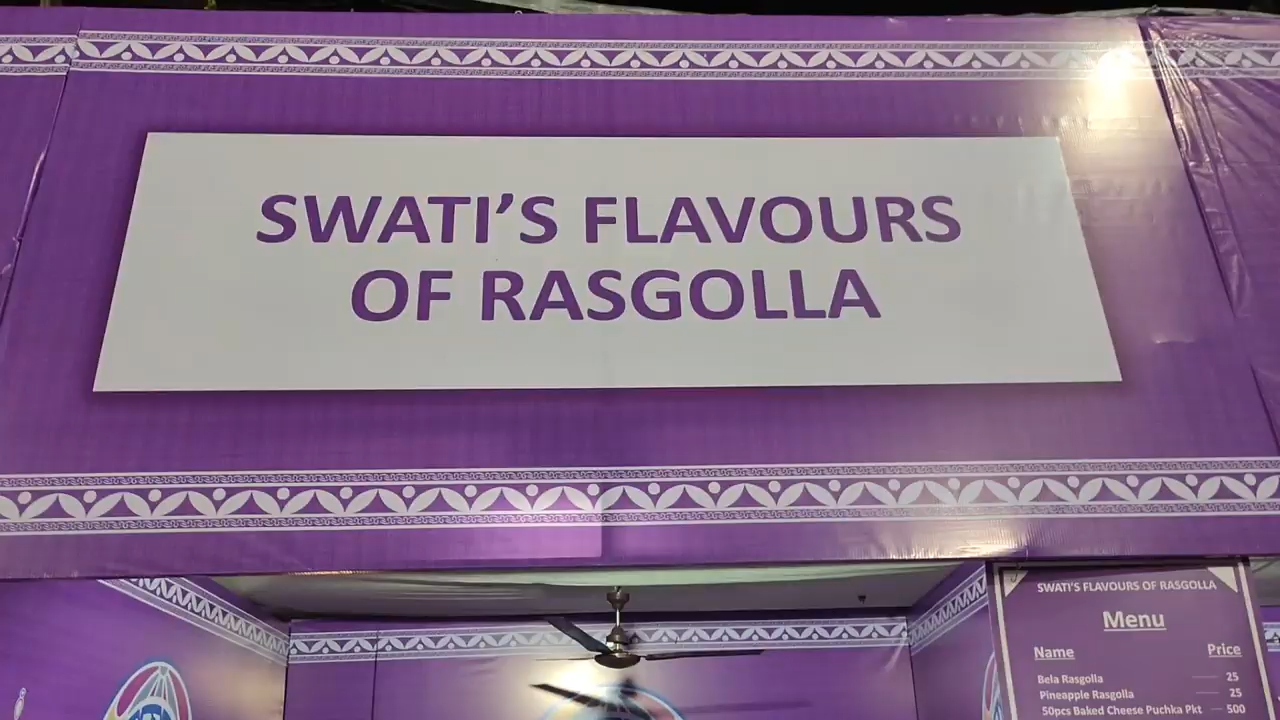 SWATI'S FLAVOURS
OF RASGOLLA
SWATI'S FLAVOURS OF RASGOLLA
Menu
Name Price
Bela Rasgolla 25
Pineapple Rasgolla 25
50pcs Baked Cheese Puchka Pkt 500